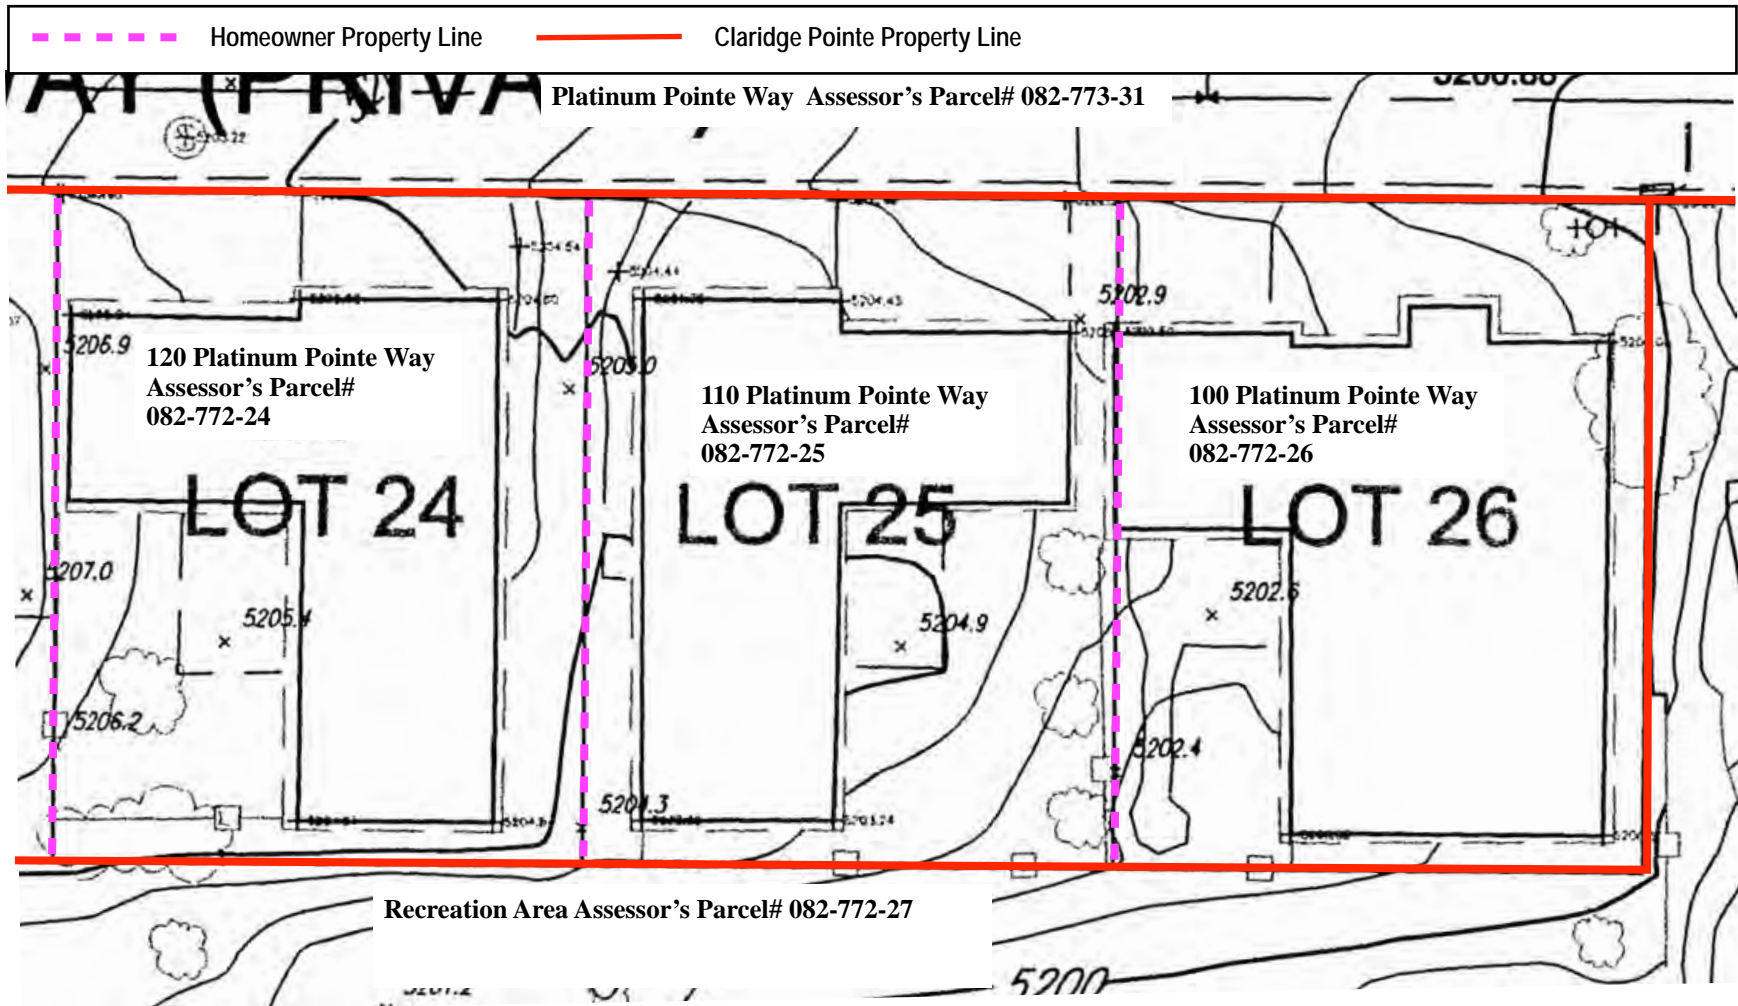 Homeowner Property Line
Claridge Pointe Property Line
Platinum Pointe Way Assessor's Parcel# 082-773-31
5202.9
5206.9
120 Platinum Pointe Way
Assessor's Parcel#
082-772-24
5205.0
110 Platinum Pointe Way
Assessor's Parcel#
082-772-25
100 Platinum Pointe Way
Assessor's Parcel#
082-772-26
LOT 24
LOT 25
LOT 26
5207.0
5205.4
5204.9
5202.6
5206.2
5202.4
5204.3
Recreation Area Assessor's Parcel# 082-772-27
5200